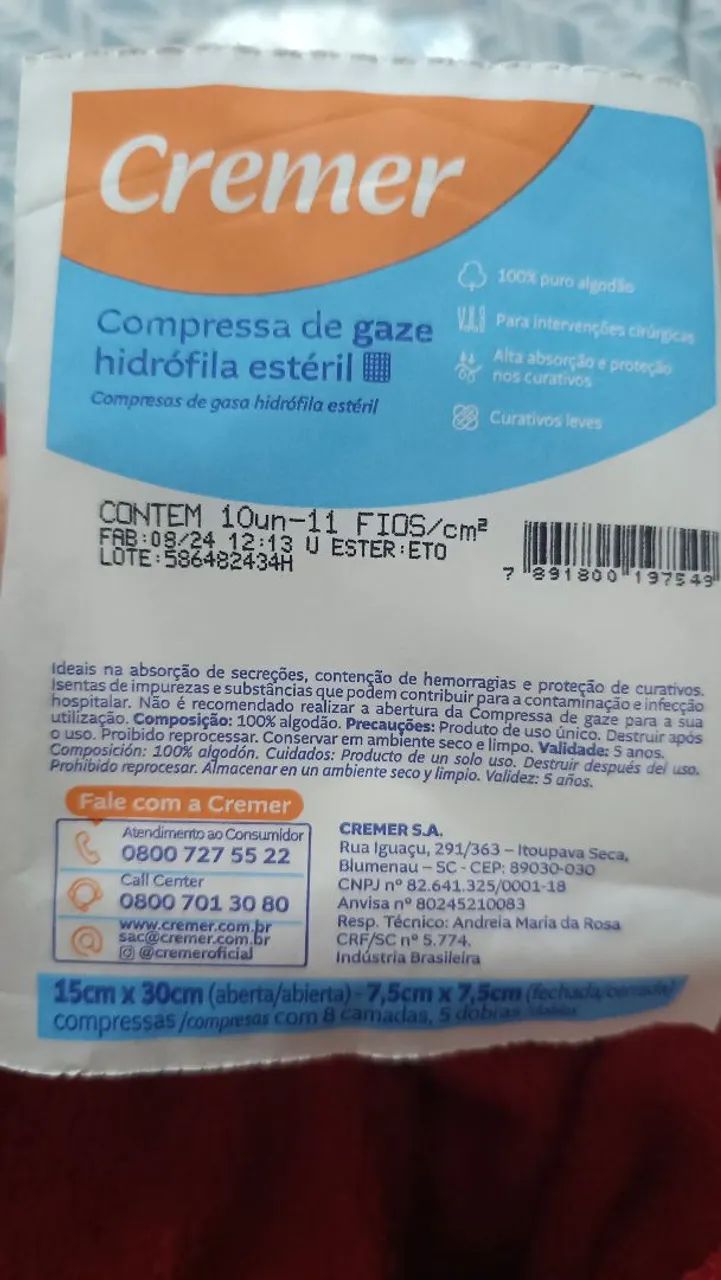 Cremer
Compressa de gaze
hidrófila estéril
Compresas de gasa hidrófila estéril
100% puro algodão
Para intervenções cirúrgicas
Alta absorção e proteção
nos curativos
Curativos leves
CONTEM 10un-11 FIOS/cm²
FAB:08/24 12:13 U ESTER:ETO
LOTE:586482434H
7 891800 197549
Ideais na absorção de secreções, contenção de hemorragias e proteção de curativos.
Isentas de impurezas e substâncias que podem contribuir para a contaminação e infecção
hospitalar. Não é recomendado realizar a abertura da Compressa de gaze para a sua
utilização. Composição: 100% algodão. Precauções: Produto de uso único. Destruir após
o uso. Proibido reprocessar. Conservar em ambiente seco e limpo. Validade: 5 anos.
Composición: 100% algodón. Cuidados: Producto de un solo uso. Destruir después del uso.
Prohibido reprocesar. Almacenar en un ambiente seco y limpio. Validez: 5 años.
Fale com a Cremer
Atendimento ao Consumidor
0800 727 55 22
Call Center
0800 701 30 80
www.cremer.com.br
sac@cremer.com.br
@cremeroficial
CREMER S.A.
Rua Iguaçu, 291/363 – Itoupava Seca,
Blumenau – SC - CEP: 89030-030
CNPJ nº 82.641.325/0001-18
Anvisa nº 80245210083
Resp. Técnico: Andreia Maria da Rosa
CRF/SC nº 5.774.
Indústria Brasileira
15cm x 30cm (aberta/abierta) - 7,5cm x 7,5cm (fechada/cerrada)
compressas /compresas com 8 camadas, 5 dobras